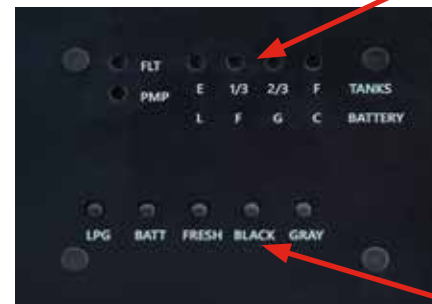 FLT
PMP E 1/3 2/3 F TANKS
L F G C BATTERY
LPG BATT FRESH BLACK GRAY